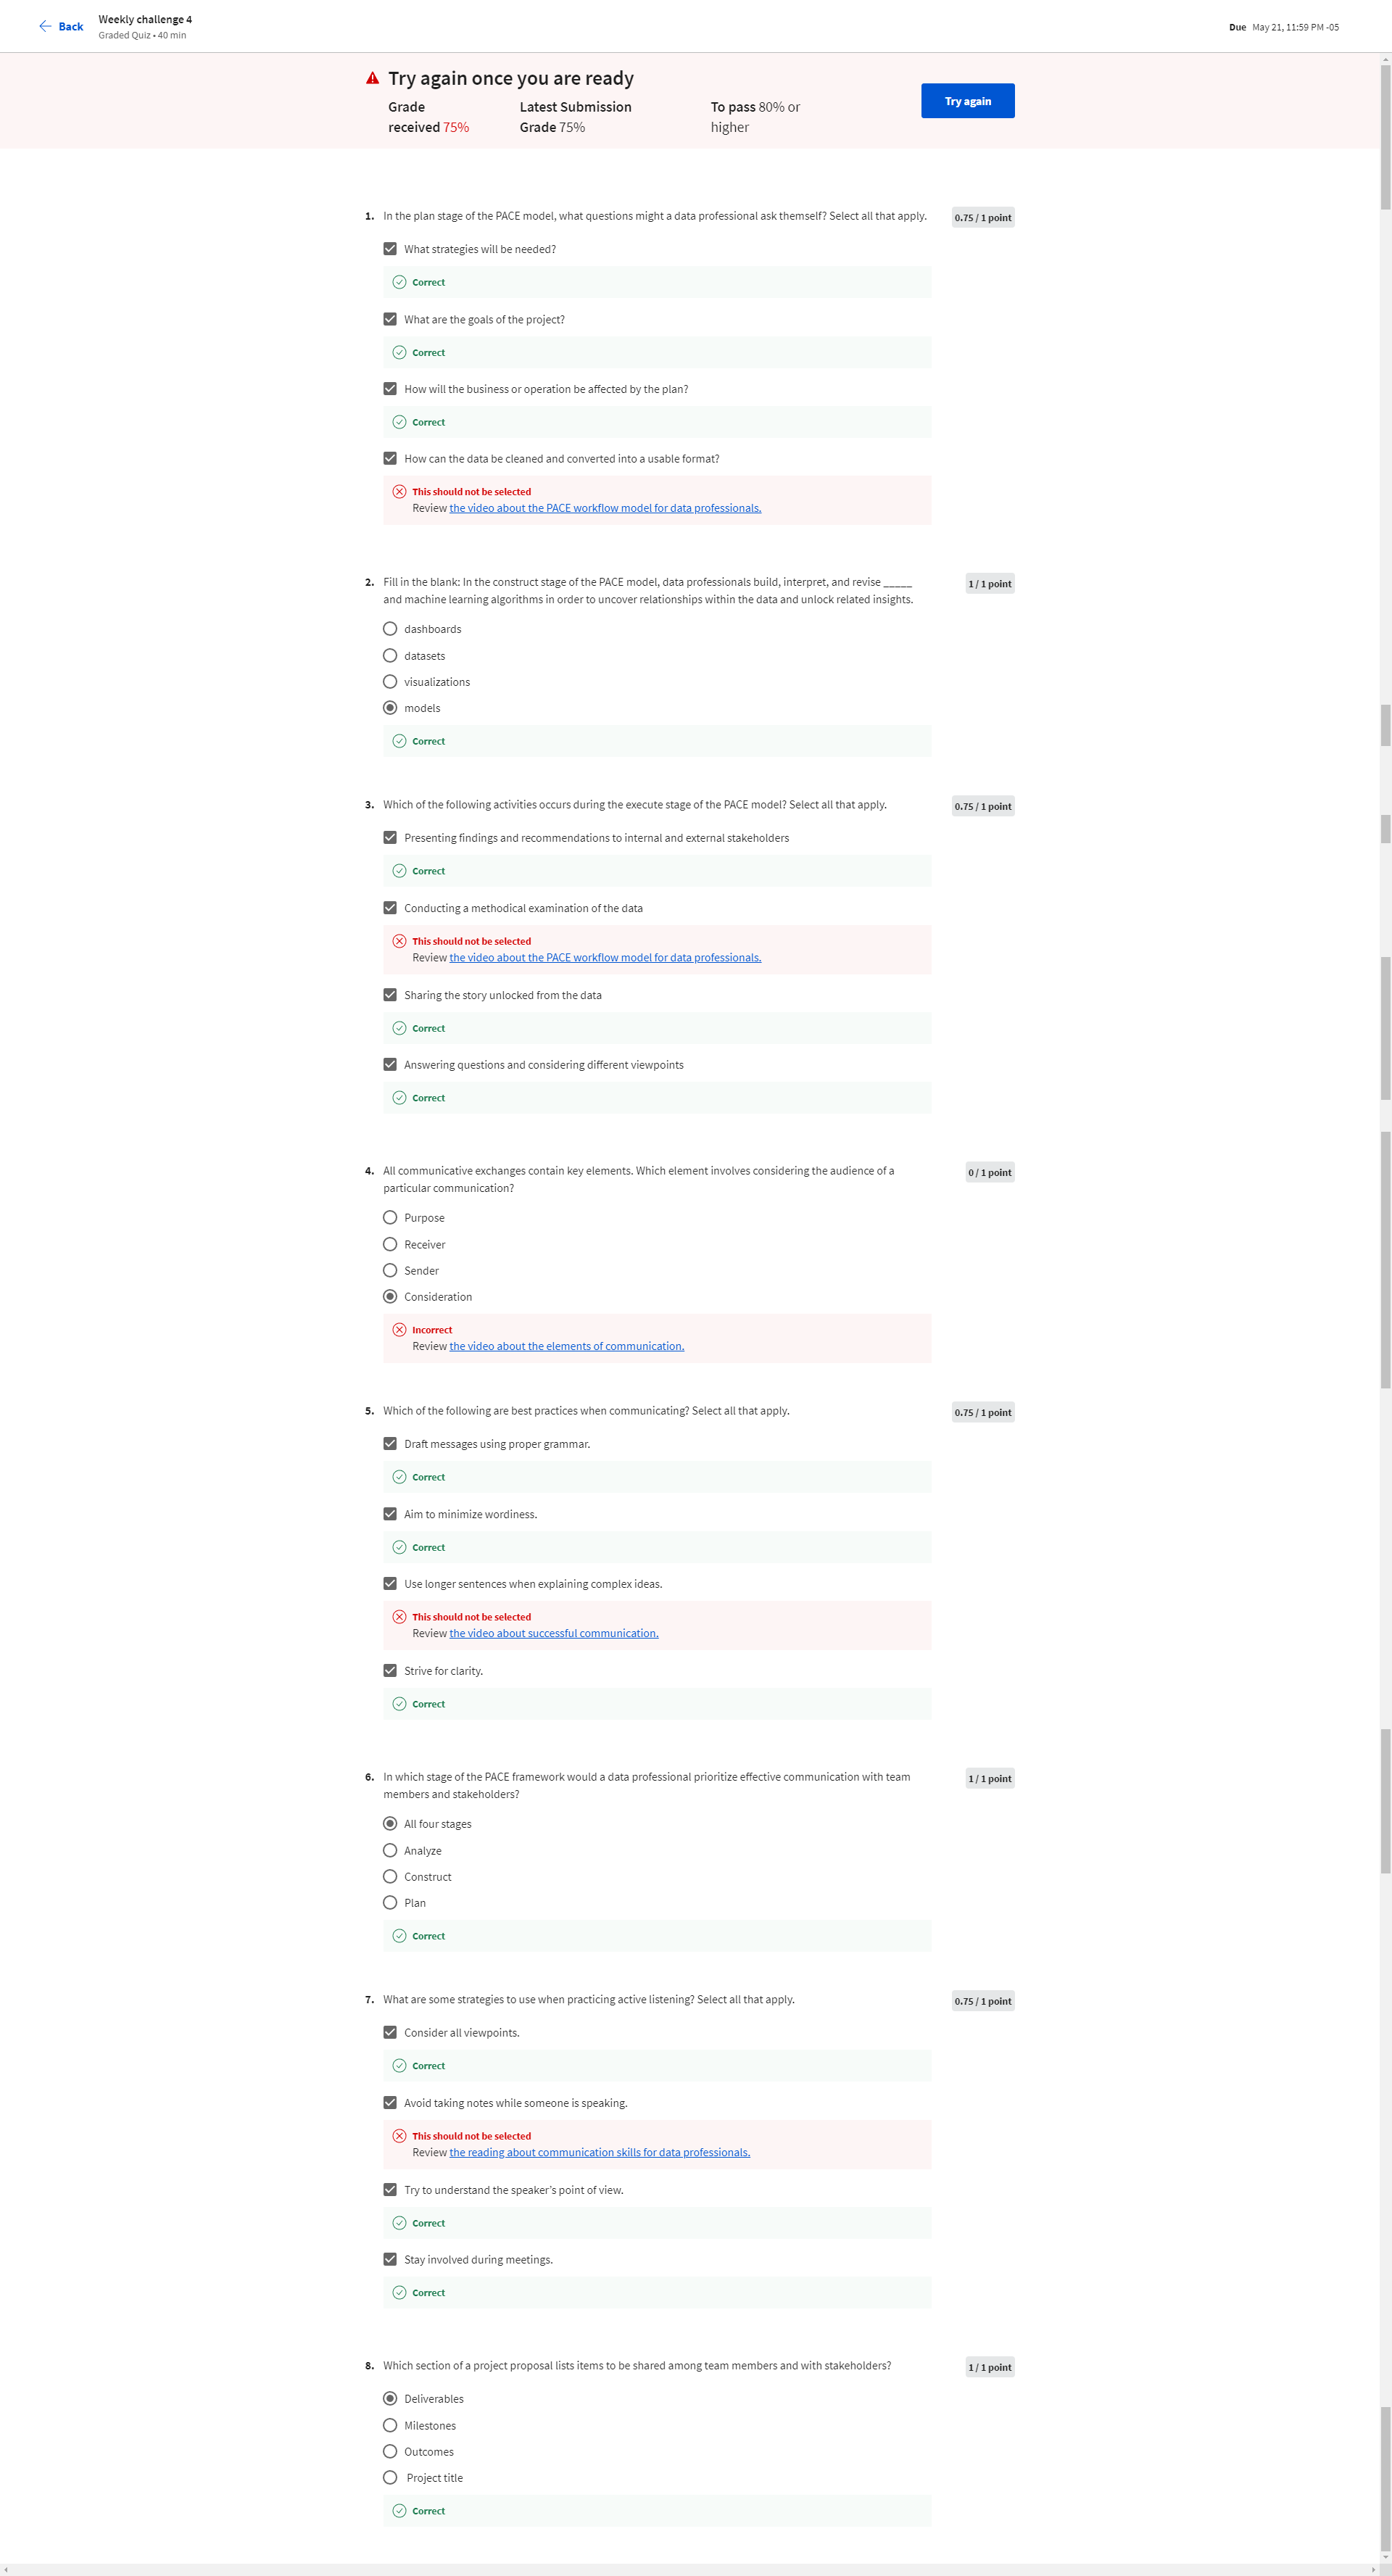 Back
Weekly challenge 4
Graded Quiz • 40 min
Due May 21, 11:59 PM -05
Try again once you are ready
Grade
received 75%
Latest Submission
Grade 75%
To pass 80% or
higher
Try again
1. In the plan stage of the PACE model, what questions might a data professional ask themself? Select all that apply.
0.75 / 1 point
What strategies will be needed?
Correct
What are the goals of the project?
Correct
How will the business or operation be affected by the plan?
Correct
How can the data be cleaned and converted into a usable format?
This should not be selected
Review the video about the PACE workflow model for data professionals.
2. Fill in the blank: In the construct stage of the PACE model, data professionals build, interpret, and revise _____
and machine learning algorithms in order to uncover relationships within the data and unlock related insights.
1 / 1 point
dashboards
datasets
visualizations
models
Correct
3. Which of the following activities occurs during the execute stage of the PACE model? Select all that apply.
0.75 / 1 point
Presenting findings and recommendations to internal and external stakeholders
Correct
Conducting a methodical examination of the data
This should not be selected
Review the video about the PACE workflow model for data professionals.
Sharing the story unlocked from the data
Correct
Answering questions and considering different viewpoints
Correct
4. All communicative exchanges contain key elements. Which element involves considering the audience of a
particular communication?
0 / 1 point
Purpose
Receiver
Sender
Consideration
Incorrect
Review the video about the elements of communication.
5. Which of the following are best practices when communicating? Select all that apply.
0.75 / 1 point
Draft messages using proper grammar.
Correct
Aim to minimize wordiness.
Correct
Use longer sentences when explaining complex ideas.
This should not be selected
Review the video about successful communication.
Strive for clarity.
Correct
6. In which stage of the PACE framework would a data professional prioritize effective communication with team
members and stakeholders?
1 / 1 point
All four stages
Analyze
Construct
Plan
Correct
7. What are some strategies to use when practicing active listening? Select all that apply.
0.75 / 1 point
Consider all viewpoints.
Correct
Avoid taking notes while someone is speaking.
This should not be selected
Review the reading about communication skills for data professionals.
Try to understand the speaker’s point of view.
Correct
Stay involved during meetings.
Correct
8. Which section of a project proposal lists items to be shared among team members and with stakeholders?
1 / 1 point
Deliverables
Milestones
Outcomes
Project title
Correct